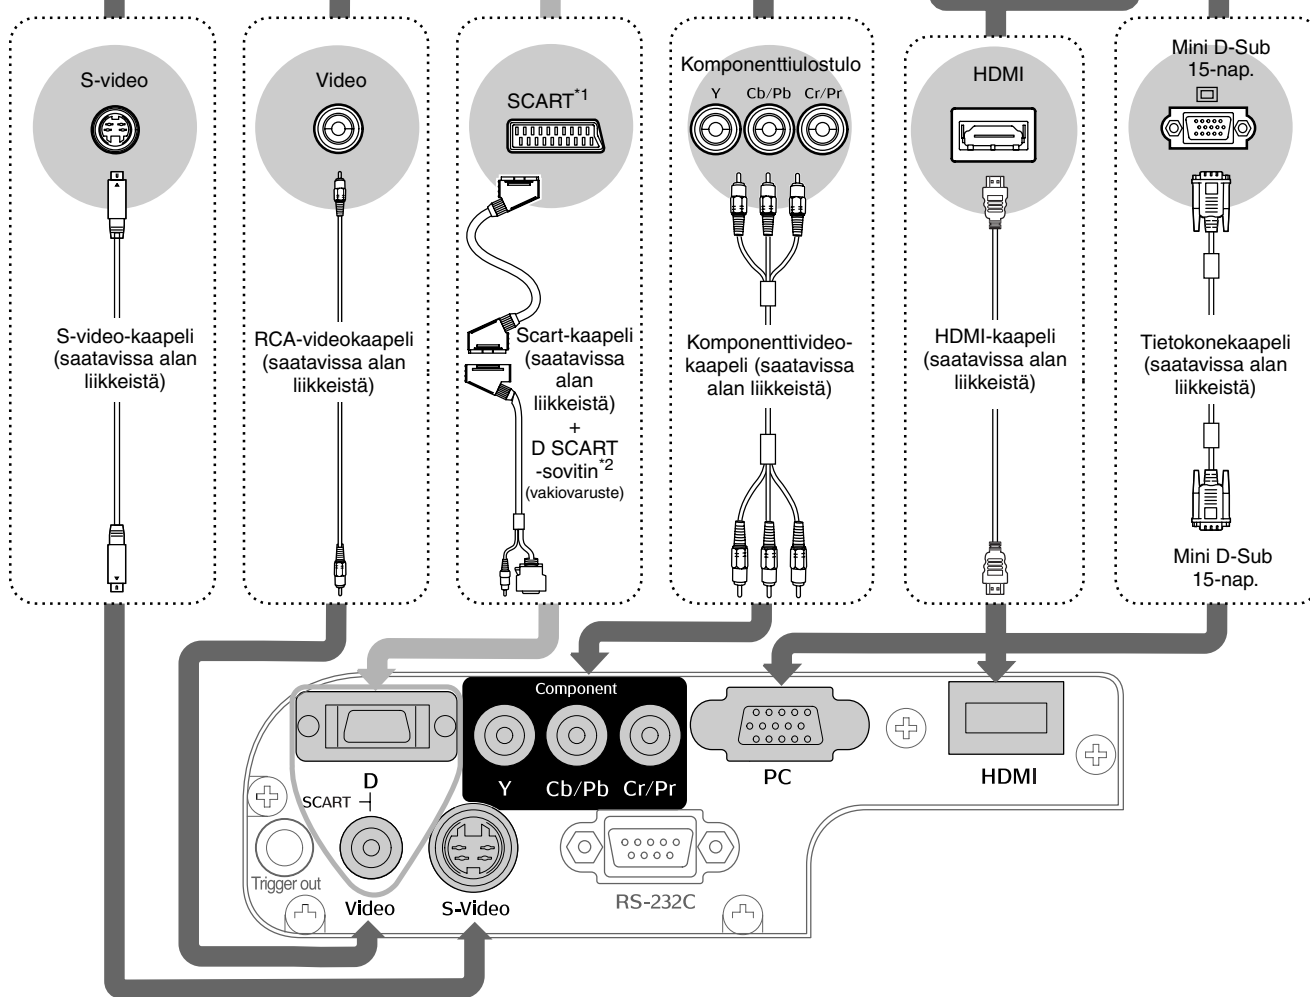 S-video
S-video-kaapeli
(saatavissa alan
liikkeistä)
Video
RCA-videokaapeli
(saatavissa alan
liikkeistä)
SCART*1
Scart-kaapeli
(saatavissa
alan
liikkeistä)
+
D SCART
-sovitin*2
(vakiovaruste)
Komponenttiulostulo
Y Cb/Pb Cr/Pr
Komponenttivideo-
kaapeli (saatavissa
alan liikkeistä)
HDMI
HDMI-kaapeli
(saatavissa alan
liikkeistä)
Mini D-Sub
15-nap.
Tietokonekaapeli
(saatavissa alan
liikkeistä)
Mini D-Sub
15-nap.
Component
Y Cb/Pb Cr/Pr
PC
HDMI
D
SCART
Trigger out
Video
S-Video
RS-232C